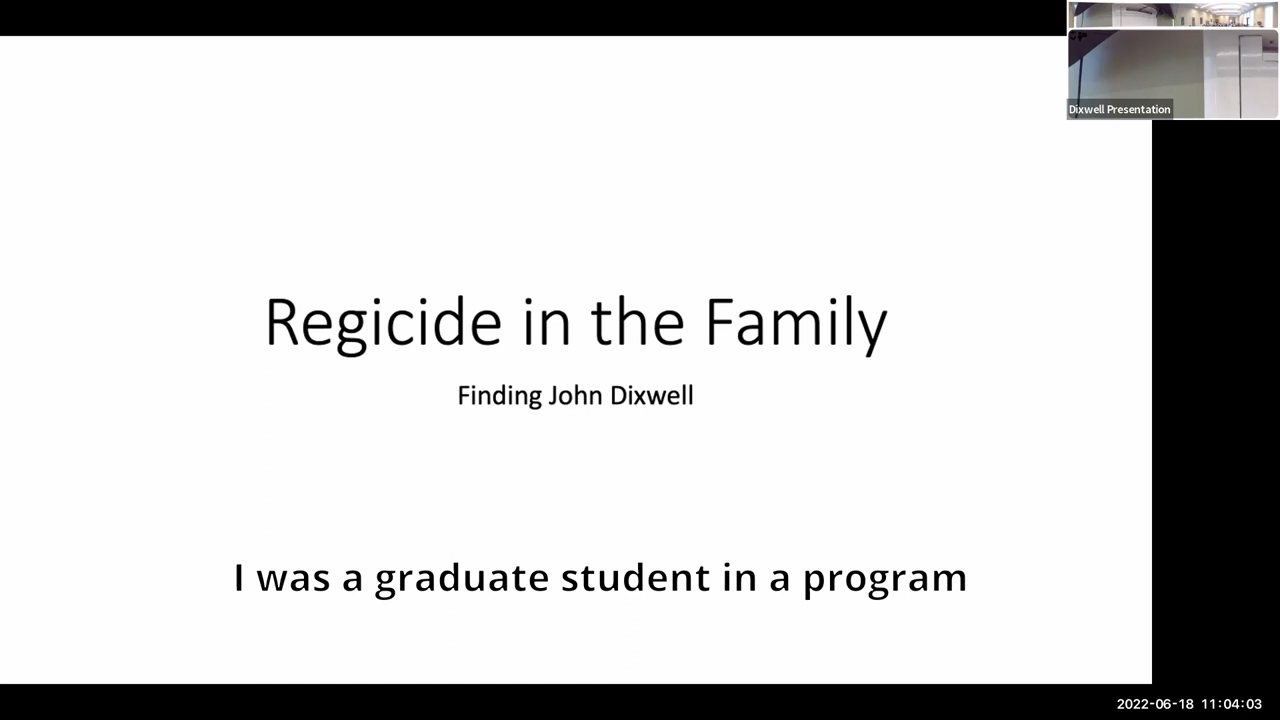 Dixwell Presentation
Regicide in the Family
Finding John Dixwell
I was a graduate student in a program
2022-06-18 11:04:03